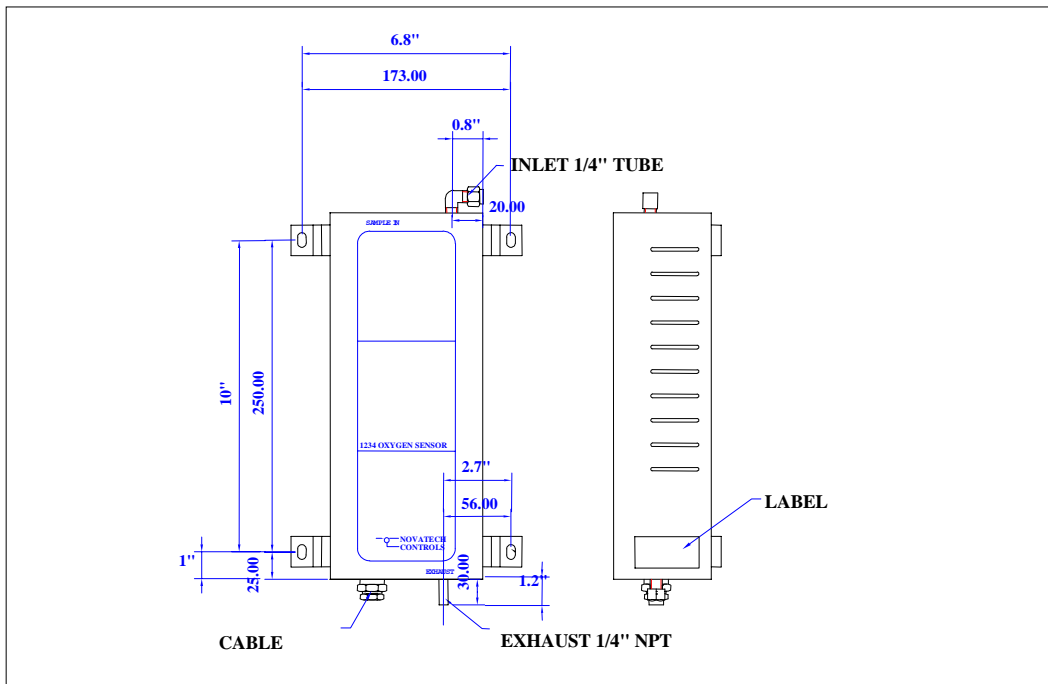 6.8"
173.00
0.8"
INLET 1/4" TUBE
20.00
SAMPLE IN
10"
250.00
1234 OXYGEN SENSOR
2.7"
56.00
LABEL
NOVATECH
CONTROLS
1"
25.00
EXHAUST
30.00
1.2"
CABLE
EXHAUST 1/4" NPT